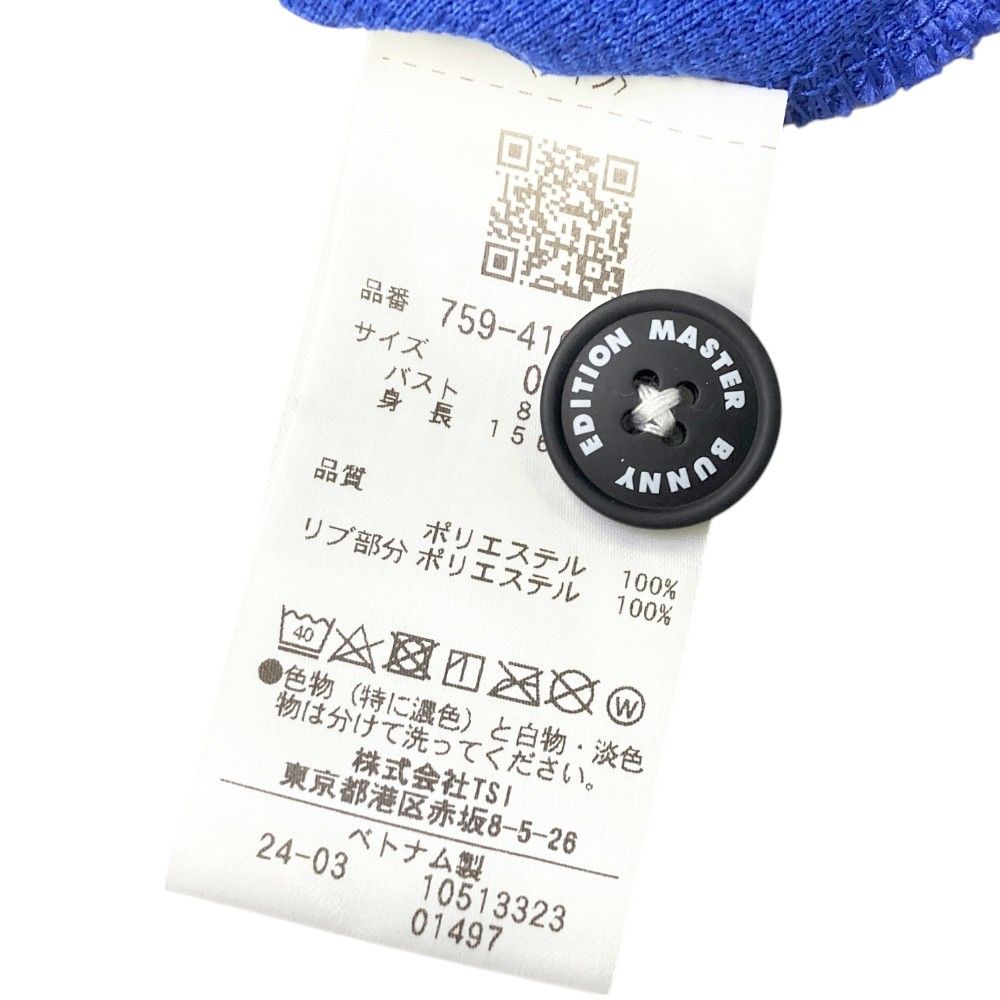 品番 759-41
サイズ 0
バスト 8
身長 156
品質
ポリエステル 100%
リブ部分 ポリエステル 100%
40
W
●色物(特に濃色)と白物・淡色
物は分けて洗ってください。
株式会社TSI
東京都港区赤坂8-5-26
ベトナム製
24-03 10513323
01497
MASTER BUNNY EDITION